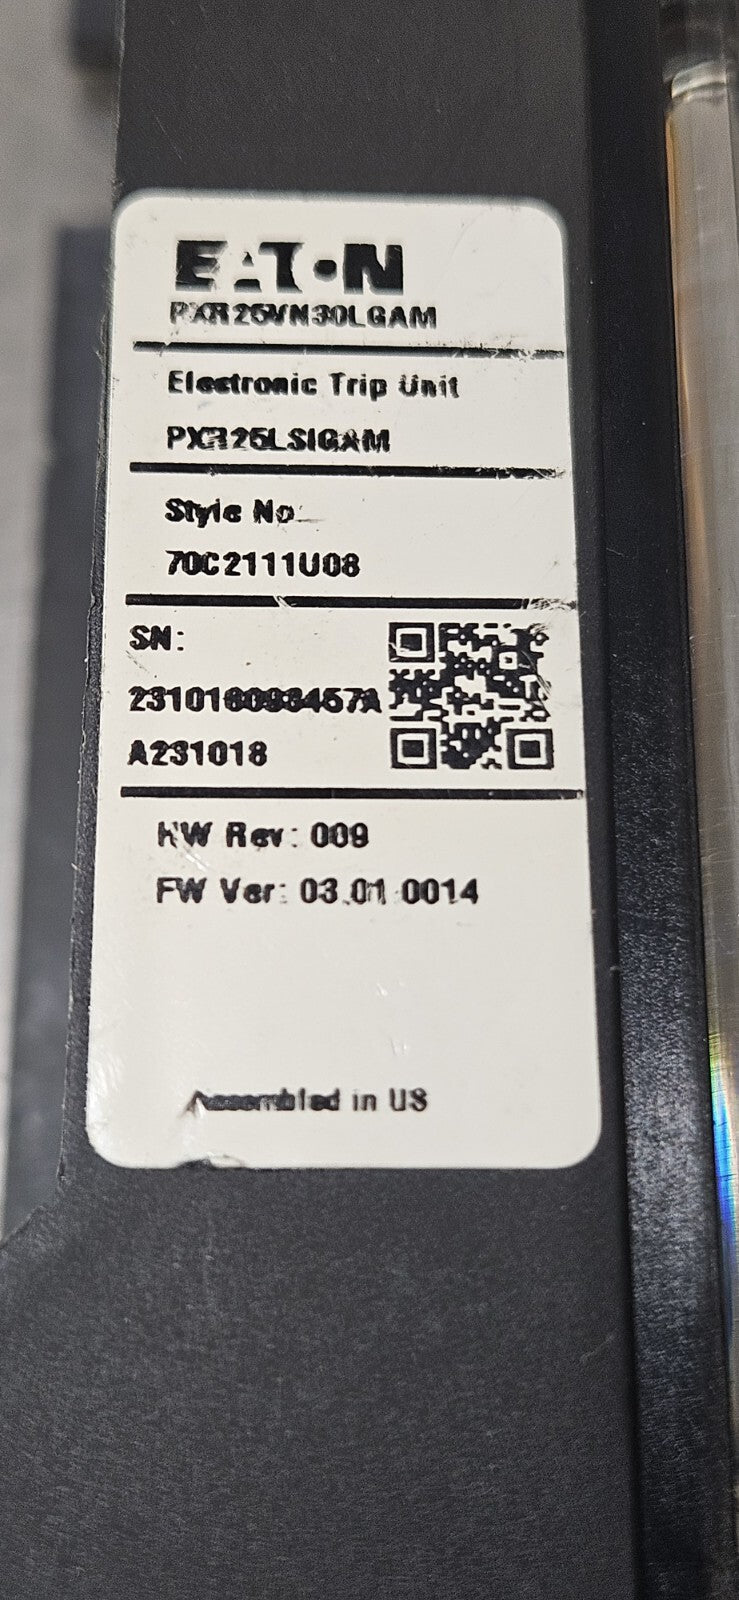 EATON
PXR25VN30LGAM
Electronic Trip Unit
PXR25LSIGAM
Style No
70C2111U08
SN:
A231018
HW Rev: 009
FW Ver: 03.01.0014
Assembled in US